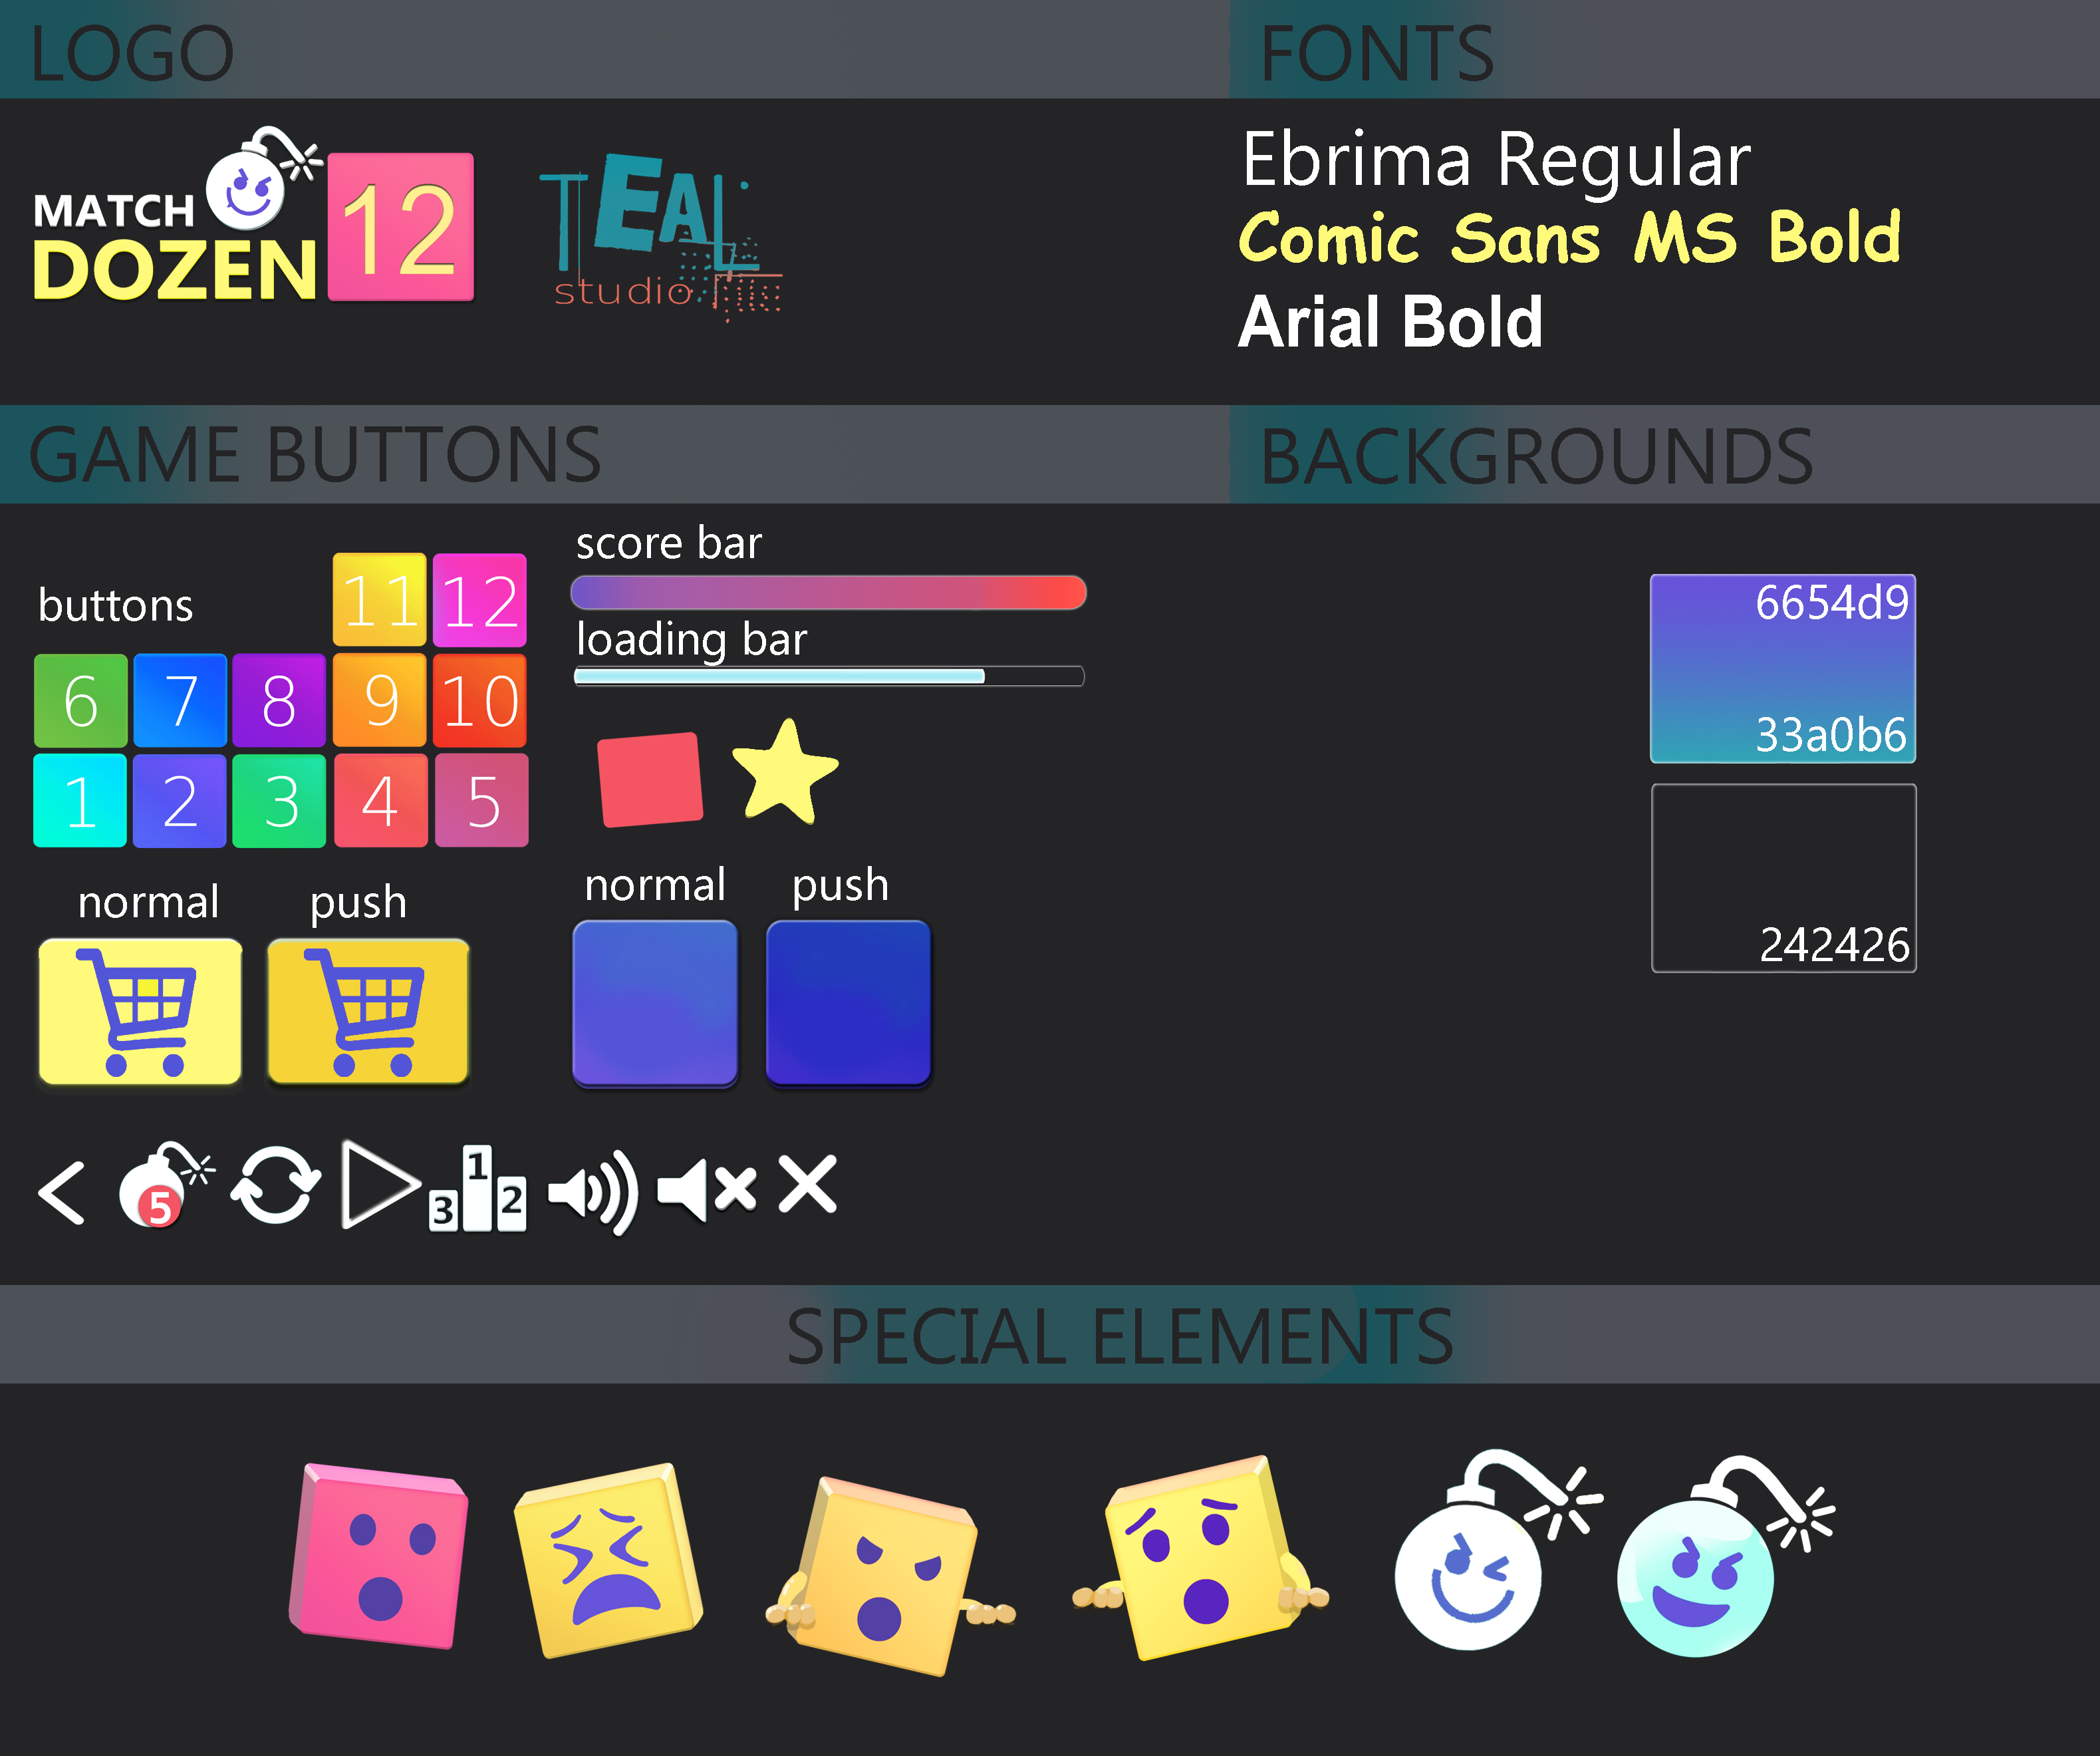 LOGO
MATCH
DOZEN
12
TEAL
studio
FONTS
Ebrima Regular
Comic Sans MS Bold
Arial Bold
GAME BUTTONS
buttons
11 12
6 7 8 9 10
1 2 3 4 5
score bar
loading bar
normal push
normal push
5
1
3 2
BACKGROUNDS
6654d9
33a0b6
242426
SPECIAL ELEMENTS